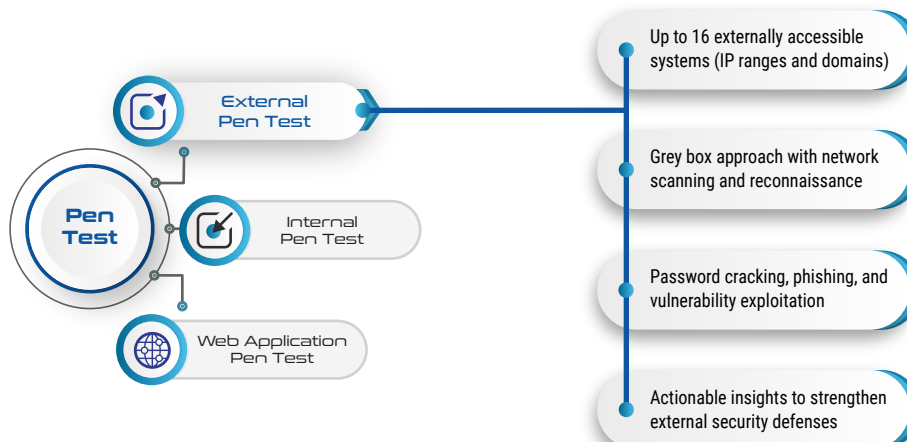 Pen
Test
External
Pen Test
Internal
Pen Test
Web Application
Pen Test
Up to 16 externally accessible
systems (IP ranges and domains)
Grey box approach with network
scanning and reconnaissance
Password cracking, phishing, and
vulnerability exploitation
Actionable insights to strengthen
external security defenses